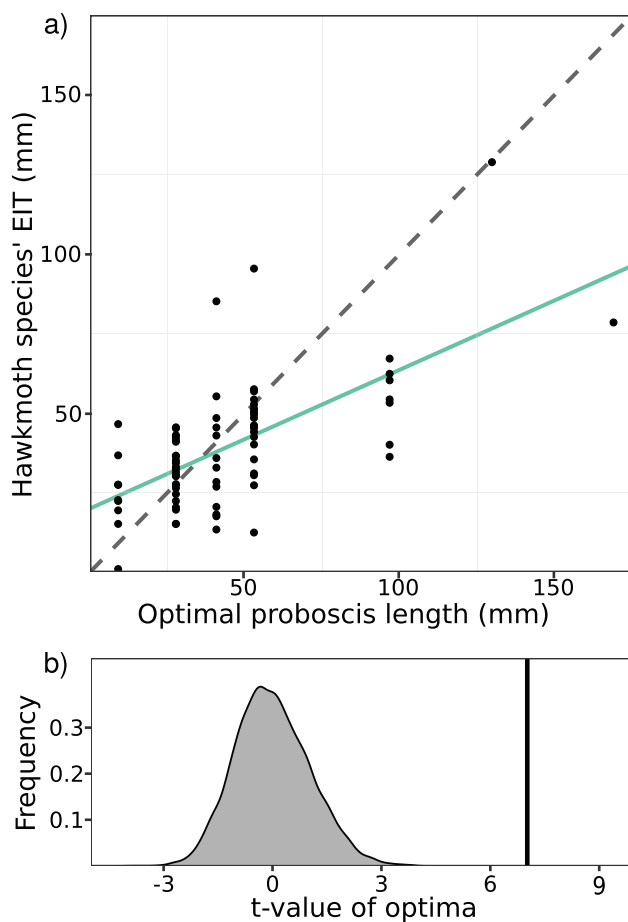 a)
Hawkmoth species' EIT (mm)
150
100
50
50 100 150
Optimal proboscis length (mm)
b)
Frequency
0.3
0.2
0.1
-3 0 3 6 9
t-value of optima